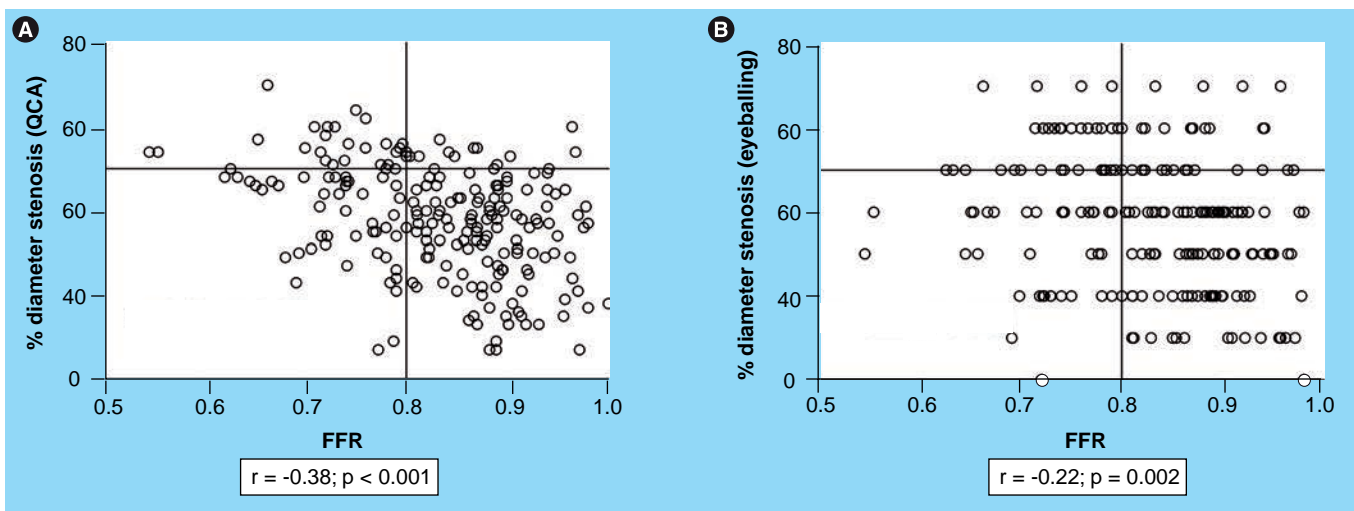 A
% diameter stenosis (QCA)
80
60
60
40
0
0.5 0.6 0.7 0.8 0.9 1.0
FFR
r = -0.38; p < 0.001
B
% diameter stenosis (eyeballing)
80
60
60
40
0
0.5 0.6 0.7 0.8 0.9 1.0
FFR
r = -0.22; p = 0.002